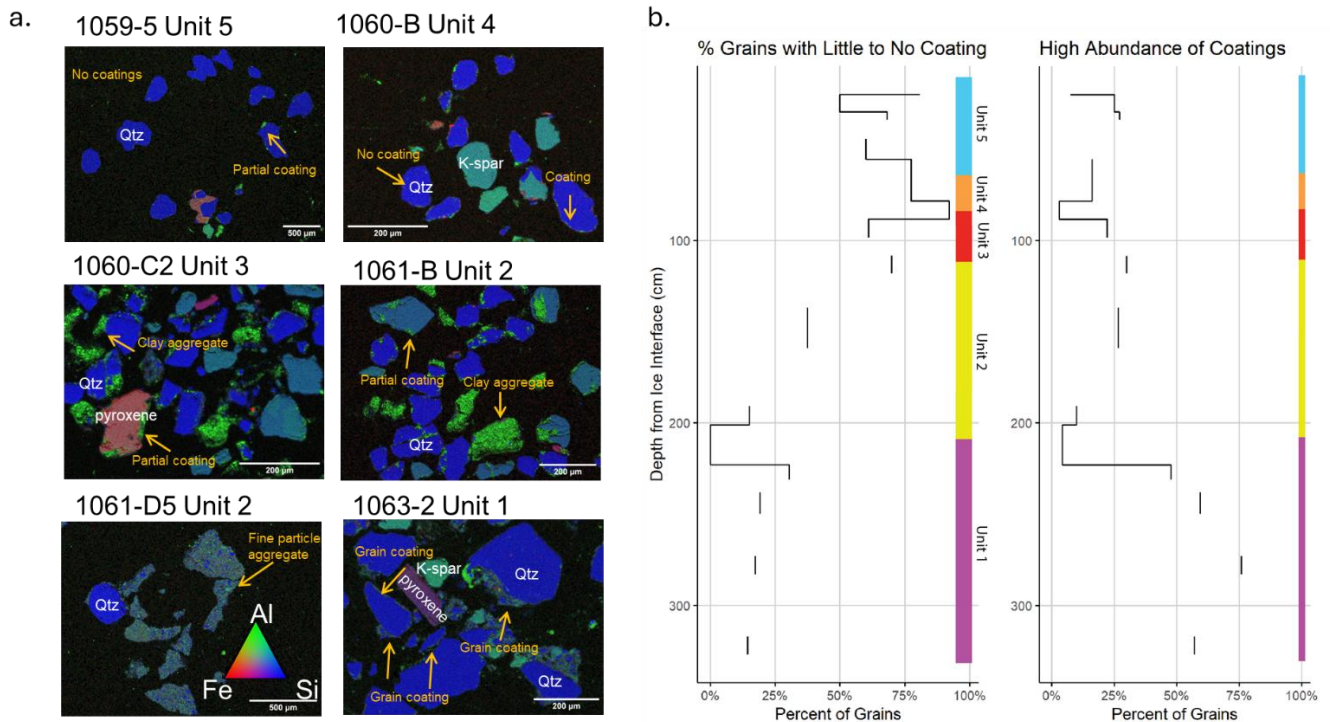 a.
1059-5 Unit 5
No coatings
Qtz
Partial coating
500 µm
1060-B Unit 4
No coating
K-spar
Qtz
Coating
200 µm
1060-C2 Unit 3
Clay aggregate
Qtz
pyroxene
Partial coating
200 µm
1061-B Unit 2
Partial coating
Clay aggregate
Qtz
200 µm
1061-D5 Unit 2
Fine particle
aggregate
Qtz
Al
Fe
Si
500 µm
1063-2 Unit 1
Grain coating
K-spar
pyroxene
Qtz
Grain coating
Grain coating
Qtz
200 µm
b.
% Grains with Little to No Coating
High Abundance of Coatings
Depth from Ice Interface (cm)
100
200
300
Unit 5
Unit 4
Unit 3
Unit 2
Unit 1
0%
25%
50%
75%
100%
Percent of Grains
0%
25%
50%
75%
100%
Percent of Grains